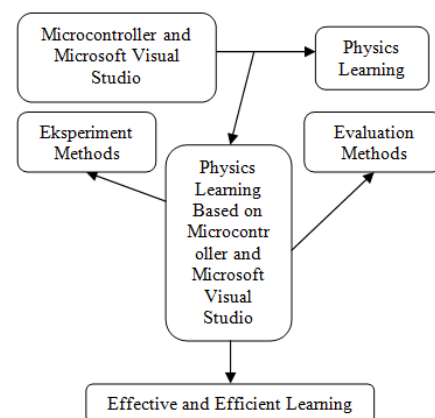 Microcontroller and
Microsoft Visual
Studio
Physics
Learning
Eksperiment
Methods
Evaluation
Methods
Physics
Learning
Based on
Microcontr
oller and
Microsoft
Visual
Studio
Effective and Efficient Learning